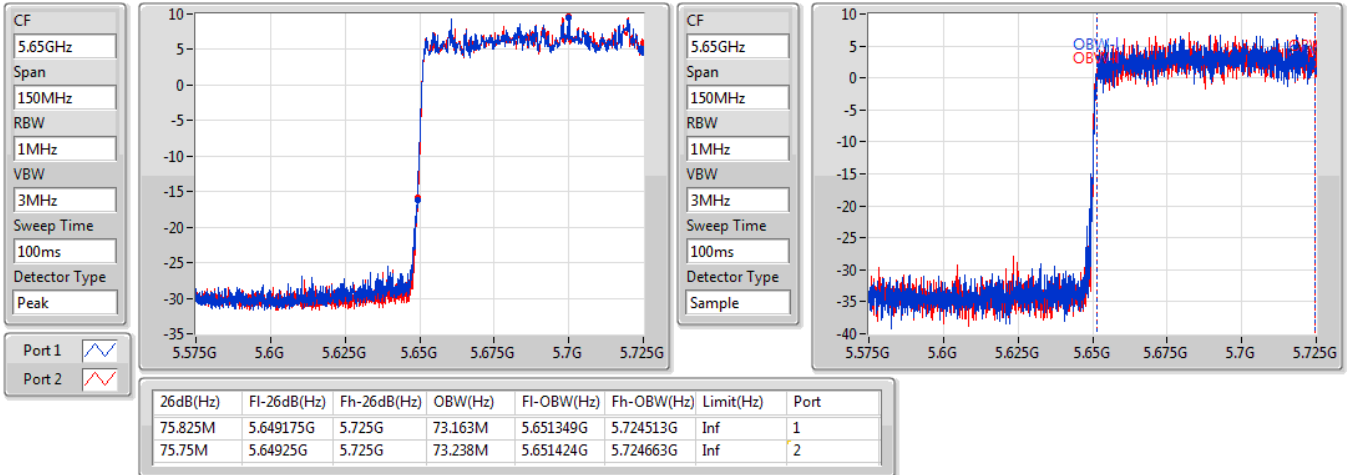 CF
5.65GHz
Span
150MHz
RBW
1MHz
VBW
3MHz
Sweep Time
100ms
Detector Type
Peak
10
5
0
-5
-10
-15
-20
-25
-30
-35
5.575G 5.6G 5.625G 5.65G 5.675G 5.7G 5.725G
CF
5.65GHz
Span
150MHz
RBW
1MHz
VBW
3MHz
Sweep Time
100ms
Detector Type
Sample
10
5
0
-5
-10
-15
-20
-25
-30
-35
-40
5.575G 5.6G 5.625G 5.65G 5.675G 5.7G 5.725G
Port 1
Port 2
26dB(Hz) Fl-26dB(Hz) Fh-26dB(Hz) OBW(Hz) Fl-OBW(Hz) Fh-OBW(Hz) Limit(Hz) Port
75.825M 5.649175G 5.725G 73.163M 5.651349G 5.724513G Inf 1
75.75M 5.64925G 5.725G 73.238M 5.651424G 5.724663G Inf 2